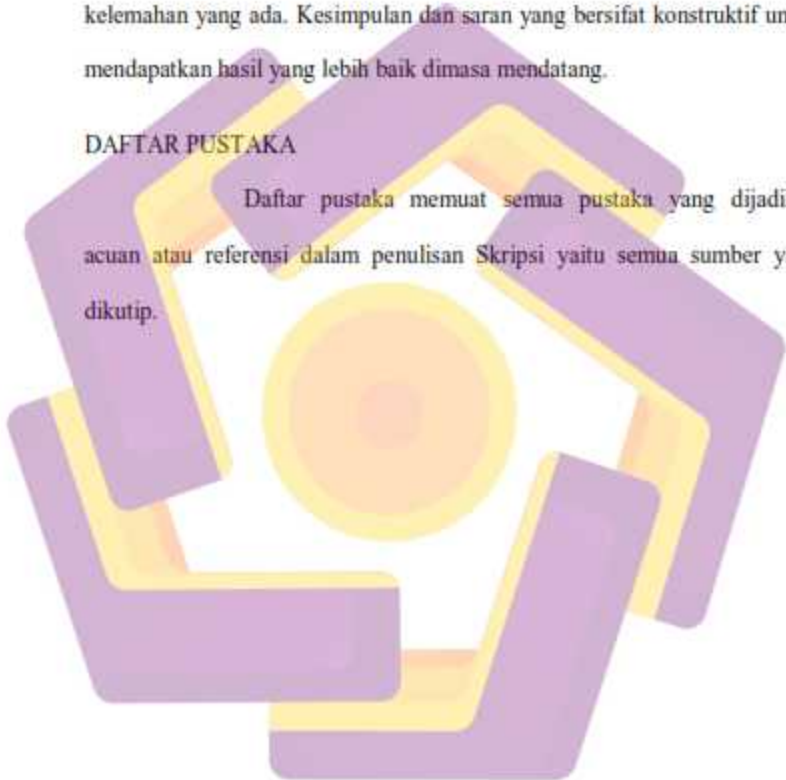 kelemahan yang ada. Kesimpulan dan saran yang bersifat konstruktif un
mendapatkan hasil yang lebih baik dimasa mendatang.
DAFTAR PUSTAKA
Daftar pustaka memuat semua pustaka yang dijadi
acuan atau referensi dalam penulisan Skripsi yaitu semua sumber y
dikutip.